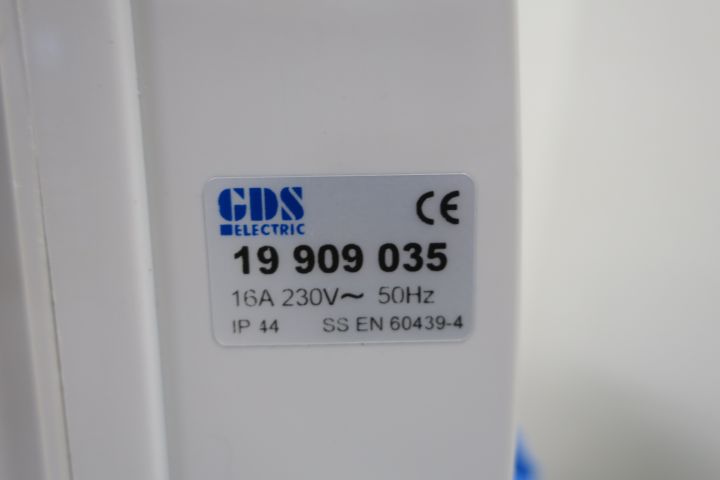 GDS
ELECTRIC
CE
19 909 035
16A 230V~ 50Hz
IP 44 SS EN 60439-4